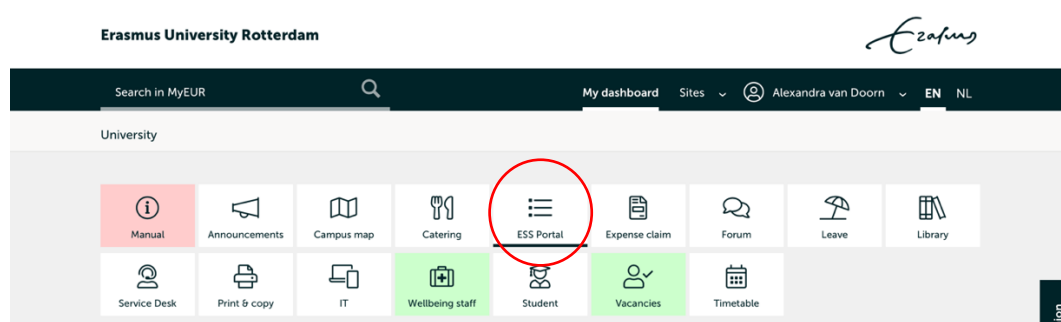 Erasmus University Rotterdam
Erasmus
Search in MyEUR
My dashboard Sites Alexandra van Doorn EN NL
University
Manual Announcements Campus map Catering ESS Portal Expense claim Forum Leave Library
Service Desk Print & copy IT Wellbeing staff Student Vacancies Timetable